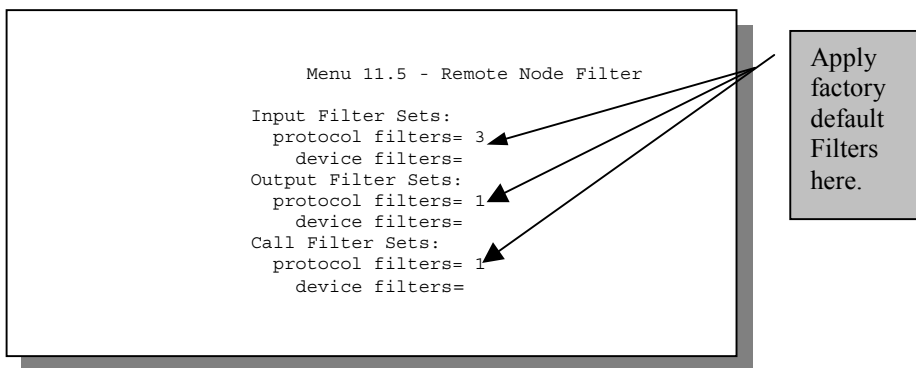 Menu 11.5 - Remote Node Filter
Input Filter Sets:
protocol filters= 3
device filters=
Output Filter Sets:
protocol filters= 1
device filters=
Call Filter Sets:
protocol filters= 1
device filters=
Apply
factory
default
Filters
here.